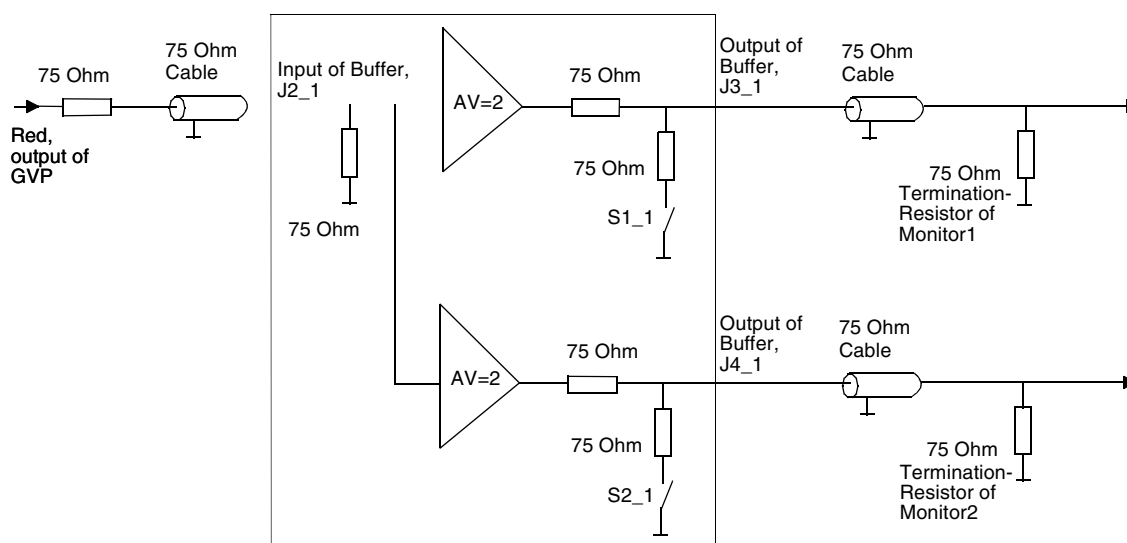 75 Ohm
75 Ohm
Cable
Red,
output of
GVP
Input of Buffer,
J2_1
75 Ohm
AV=2
75 Ohm
75 Ohm
S1_1
Output of
Buffer,
J3_1
75 Ohm
Cable
75 Ohm
Termination-
Resistor of
Monitor1
AV=2
75 Ohm
75 Ohm
S2_1
Output of
Buffer,
J4_1
75 Ohm
Cable
75 Ohm
Termination-
Resistor of
Monitor2